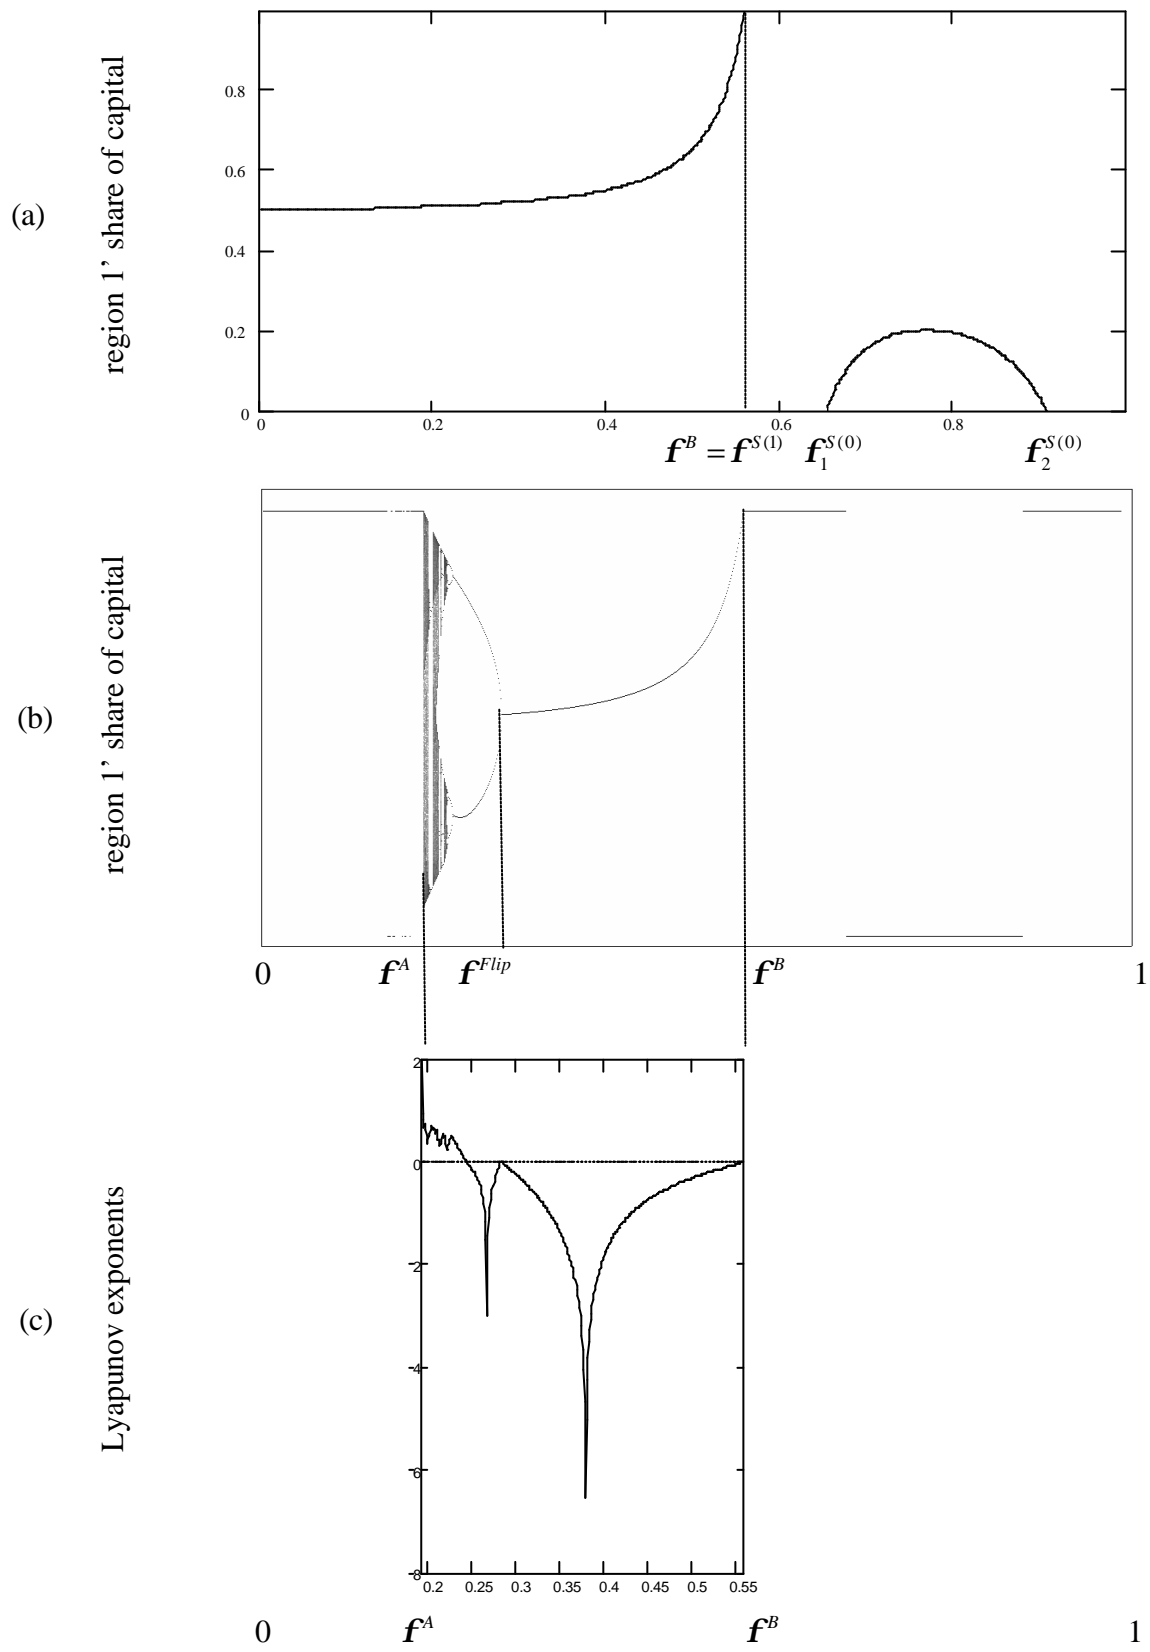 (a)
region 1’ share of capital
0.8
0.6
0.4
0.2
0
0 0.2 0.4 0.6 0.8
f^B = f^S(1) f_1^S(0) f_2^S(0)
(b)
region 1’ share of capital
0 f^A f^Flip f^B 1
(c)
Lyapunov exponents
2
0
-2
-4
-6
-8
0.2 0.25 0.3 0.35 0.4 0.45 0.5 0.55
0 f^A f^B 1